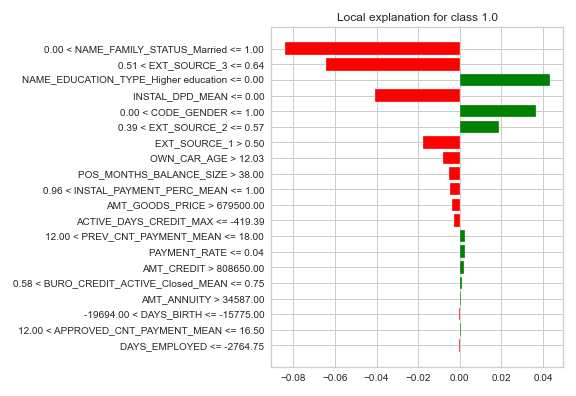 Local explanation for class 1.0
0.00 < NAME_FAMILY_STATUS_Married <= 1.00
0.51 < EXT_SOURCE_3 <= 0.64
NAME_EDUCATION_TYPE_Higher education <= 0.00
INSTAL_DPD_MEAN <= 0.00
0.00 < CODE_GENDER <= 1.00
0.39 < EXT_SOURCE_2 <= 0.57
EXT_SOURCE_1 > 0.50
OWN_CAR_AGE > 12.03
POS_MONTHS_BALANCE_SIZE > 38.00
0.96 < INSTAL_PAYMENT_PERC_MEAN <= 1.00
AMT_GOODS_PRICE > 679500.00
ACTIVE_DAYS_CREDIT_MAX <= -419.39
12.00 < PREV_CNT_PAYMENT_MEAN <= 18.00
PAYMENT_RATE <= 0.04
AMT_CREDIT > 808650.00
0.58 < BURO_CREDIT_ACTIVE_Closed_MEAN <= 0.75
AMT_ANNUITY > 34587.00
-19694.00 < DAYS_BIRTH <= -15775.00
12.00 < APPROVED_CNT_PAYMENT_MEAN <= 16.50
DAYS_EMPLOYED <= -2764.75
−0.08 −0.06 −0.04 −0.02 0.00 0.02 0.04